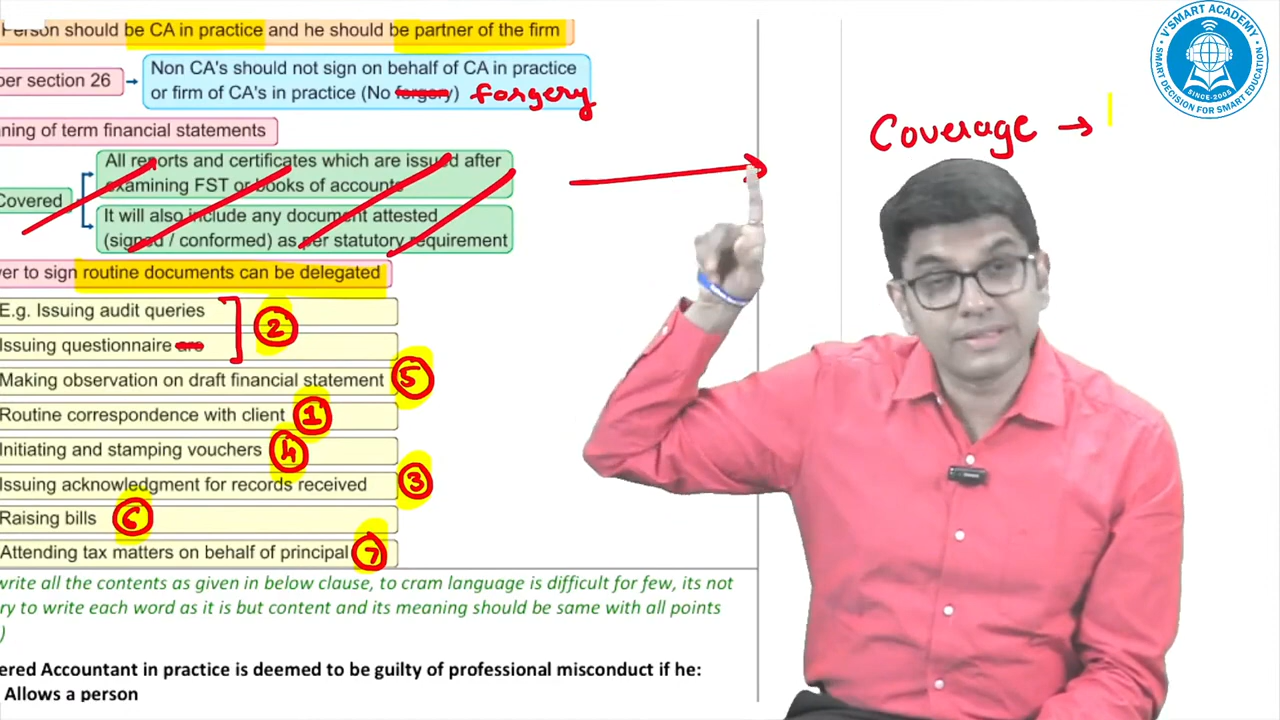 Person should be CA in practice and he should be partner of the firm
per section 26
Non CA's should not sign on behalf of CA in practice
or firm of CA's in practice (No forgory) forgery
ning of term financial statements
Covered
All reports and certificates which are issued after
examining FST or books of accounts
It will also include any document attested
(signed / conformed) as per statutory requirement
Coverage →
ver to sign routine documents can be delegated
E.g. Issuing audit queries
Issuing questionnaire are
2
Making observation on draft financial statement 5
Routine correspondence with client 1
Initiating and stamping vouchers 4
Issuing acknowledgment for records received 3
Raising bills 6
Attending tax matters on behalf of principal 7
write all the contents as given in below clause, to cram language is difficult for few, its not
ry to write each word as it is but content and its meaning should be same with all points
)
ered Accountant in practice is deemed to be guilty of professional misconduct if he:
Allows a person
V'SMART ACADEMY
SINCE-2005
SMART DECISION FOR SMART EDUCATION